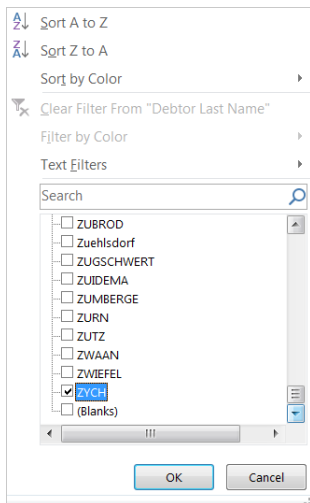 Sort A to Z
Sort Z to A
Sort by Color
Clear Filter From "Debtor Last Name"
Filter by Color
Text Filters
Search
ZUBROD
Zuehlsdorf
ZUGSCHWERT
ZUIDEMA
ZUMBERGE
ZURN
ZUTZ
ZWAAN
ZWIEFEL
ZYCH
(Blanks)
OK Cancel